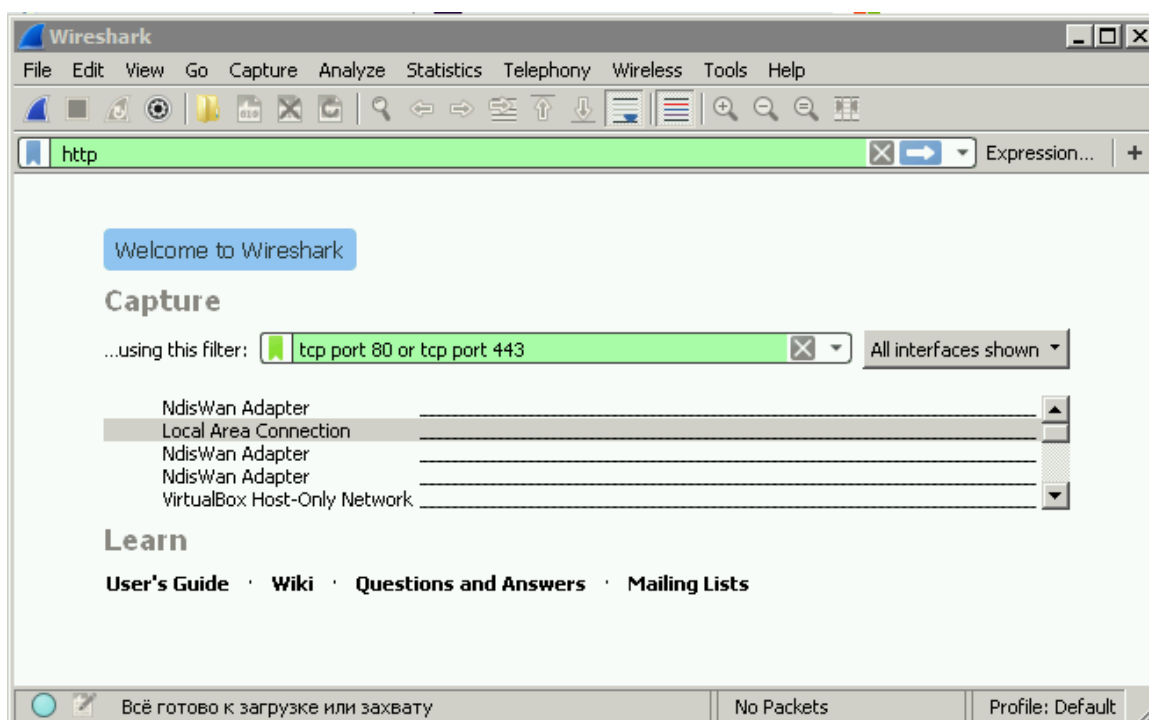 Wireshark
File Edit View Go Capture Analyze Statistics Telephony Wireless Tools Help
http Expression... +
Welcome to Wireshark
Capture
...using this filter: tcp port 80 or tcp port 443 All interfaces shown
NdisWan Adapter
Local Area Connection
NdisWan Adapter
NdisWan Adapter
VirtualBox Host-Only Network
Learn
User's Guide · Wiki · Questions and Answers · Mailing Lists
Всё готово к загрузке или захвату No Packets Profile: Default